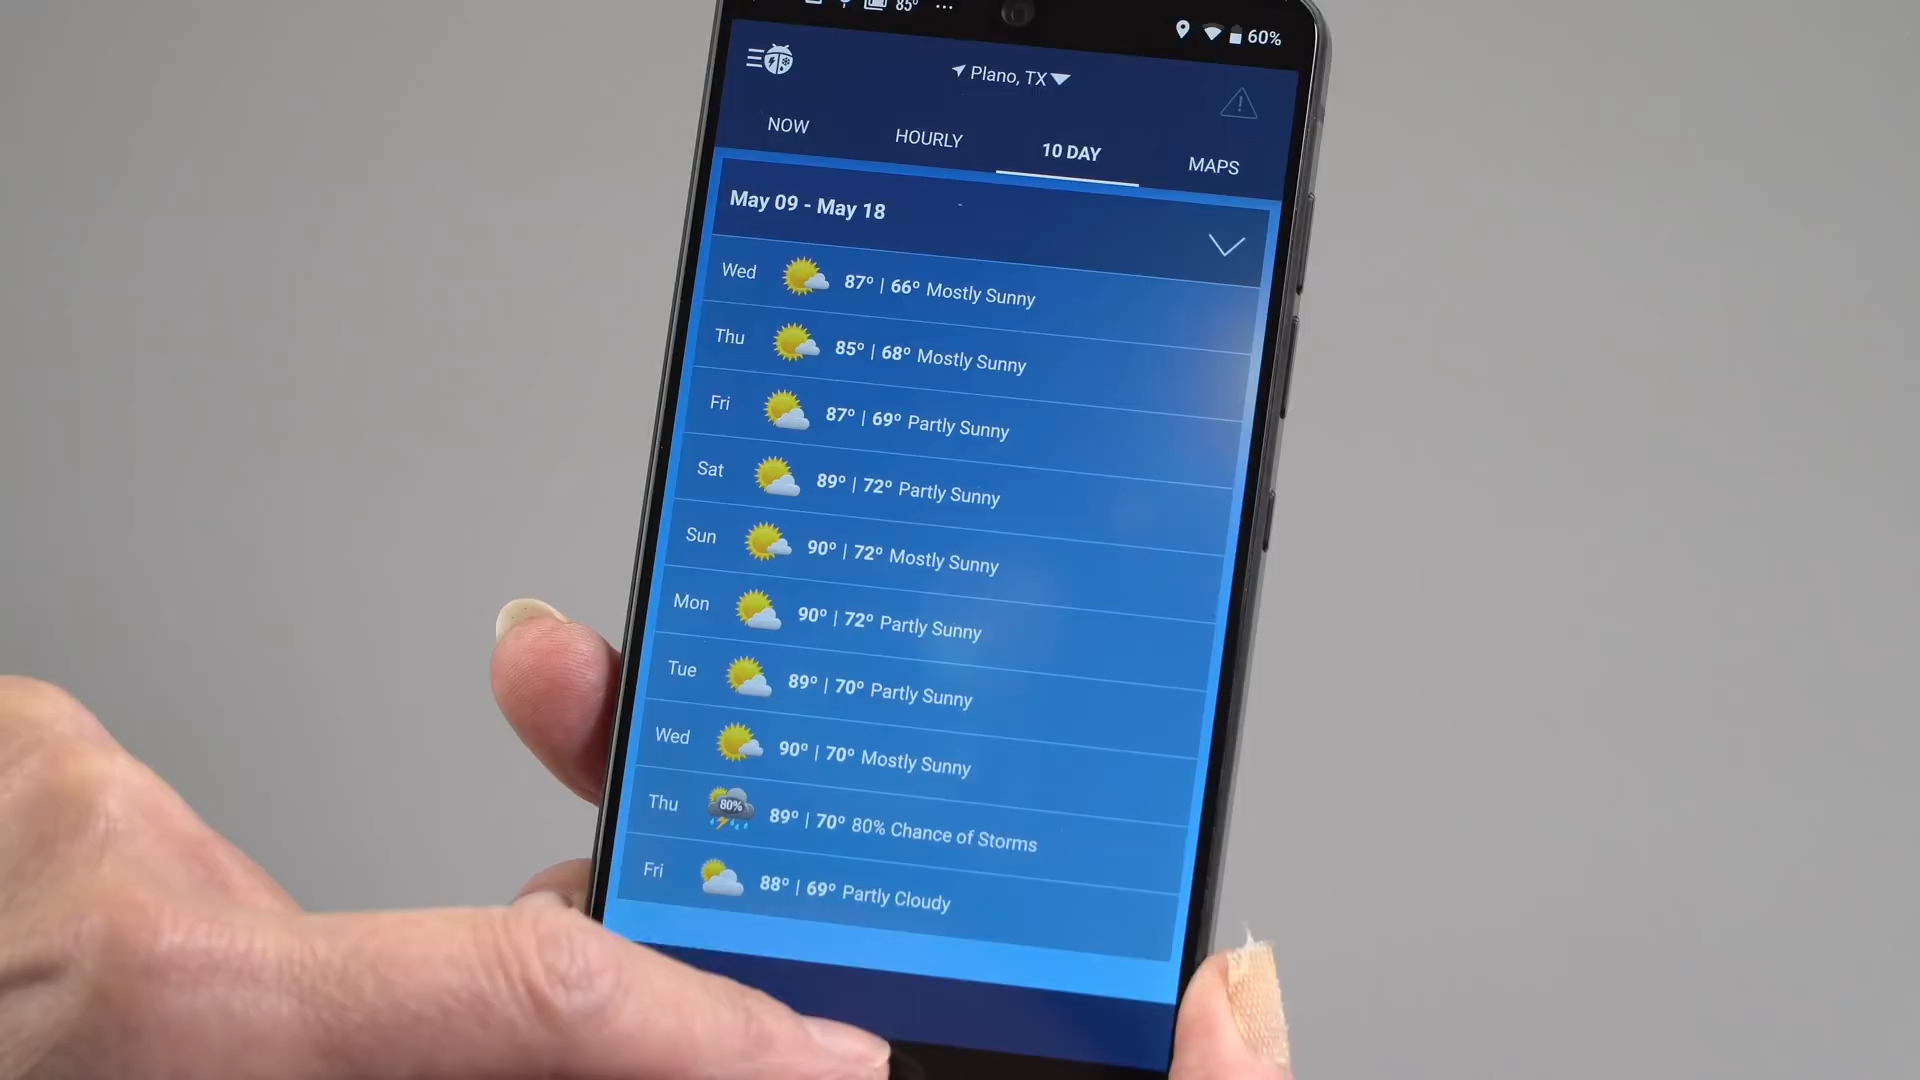 85° ...
60%
Plano, TX
NOW HOURLY 10 DAY MAPS
May 09 - May 18
Wed 87° | 66° Mostly Sunny
Thu 85° | 68° Mostly Sunny
Fri 87° | 69° Partly Sunny
Sat 89° | 72° Partly Sunny
Sun 90° | 72° Mostly Sunny
Mon 90° | 72° Partly Sunny
Tue 89° | 70° Partly Sunny
Wed 90° | 70° Mostly Sunny
Thu 80% 89° | 70° 80% Chance of Storms
Fri 88° | 69° Partly Cloudy